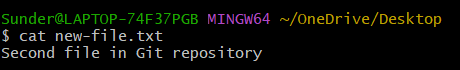 Sunder@LAPTOP-74F37PGB MINGW64 ~/OneDrive/Desktop
$ cat new-file.txt
Second file in Git repository